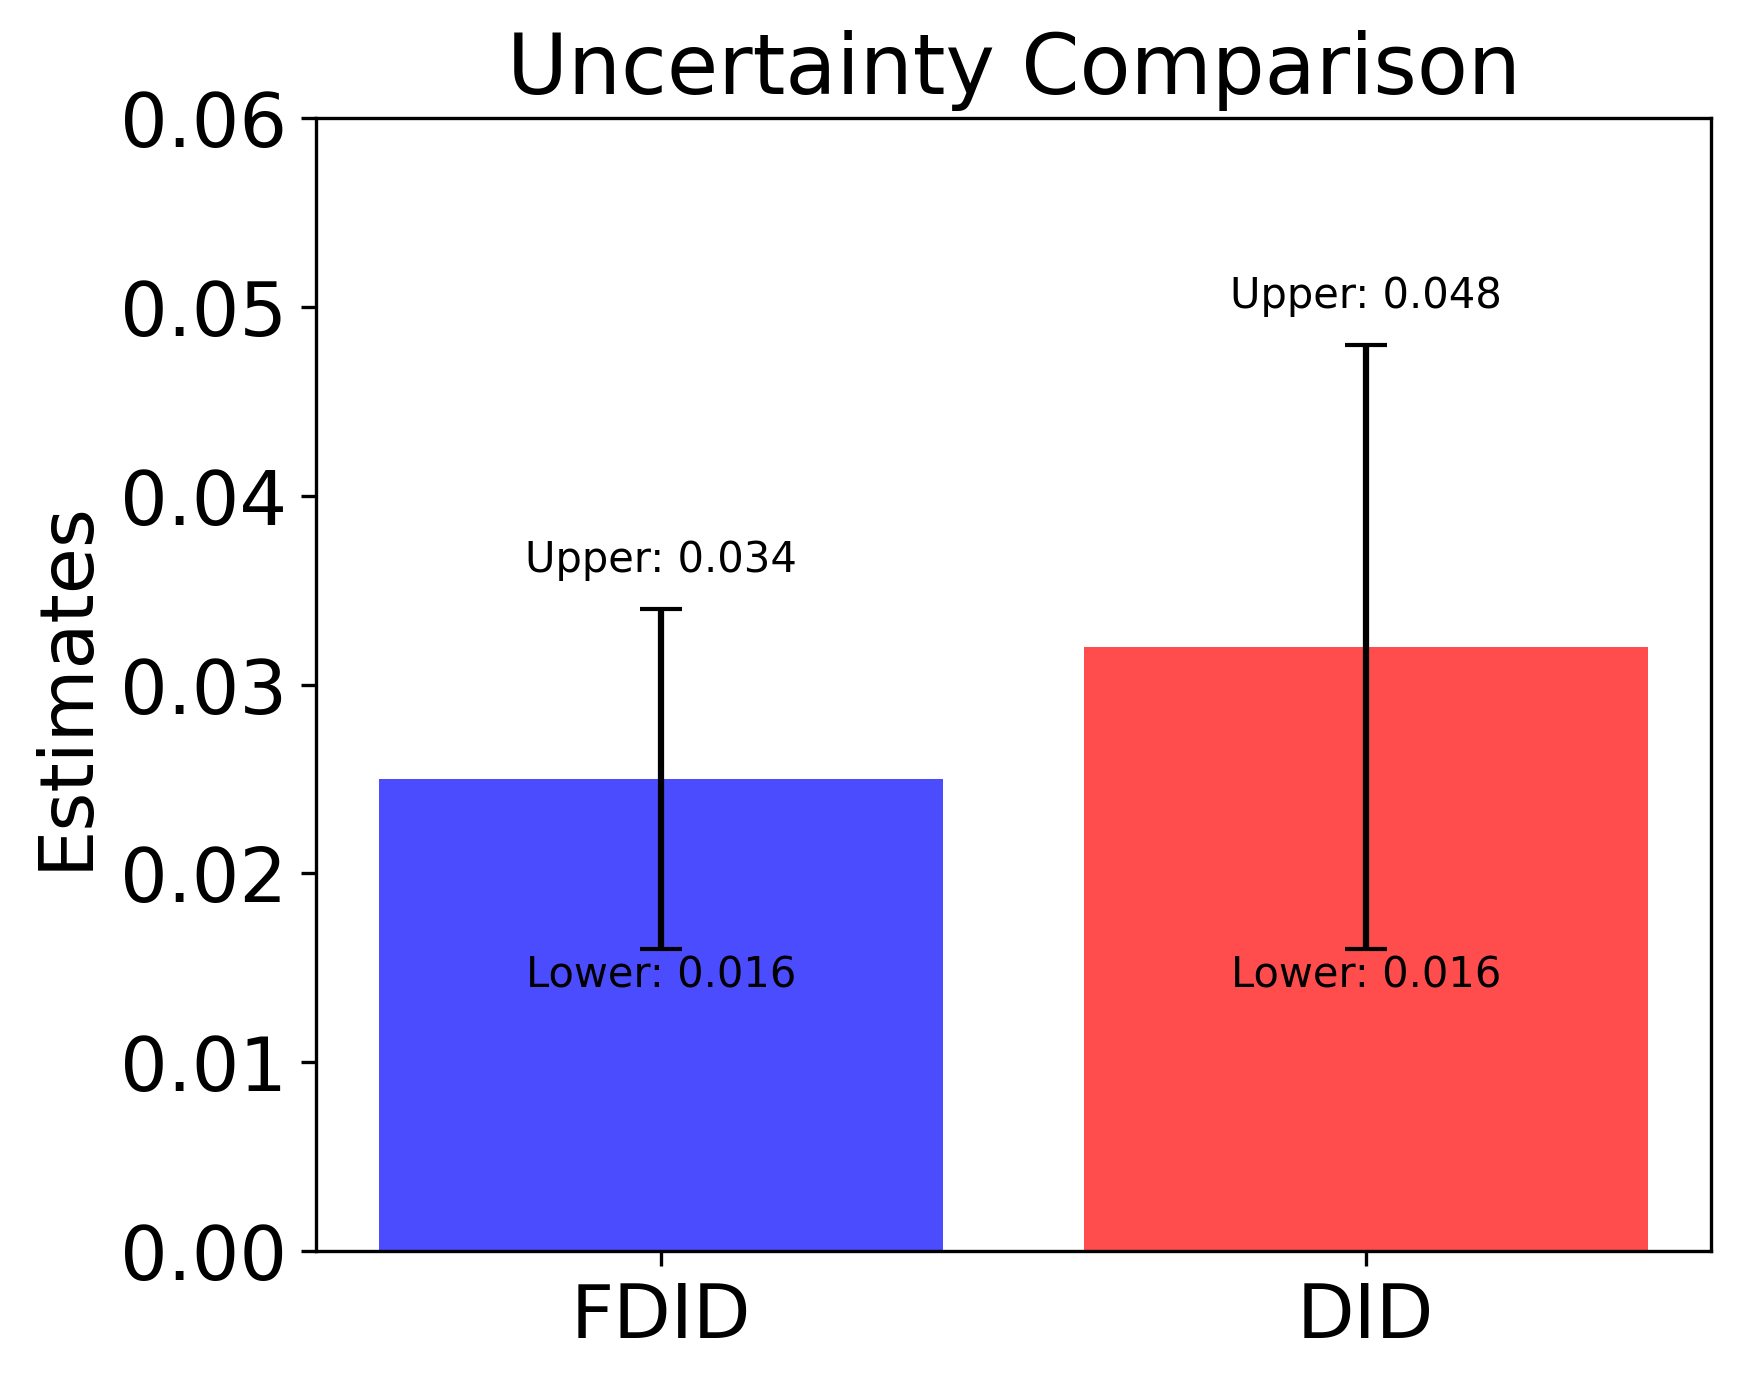 Uncertainty Comparison
Estimates
0.06
0.05
0.04
0.03
0.02
0.01
0.00
Upper: 0.034
Lower: 0.016
Upper: 0.048
Lower: 0.016
FDID
DID